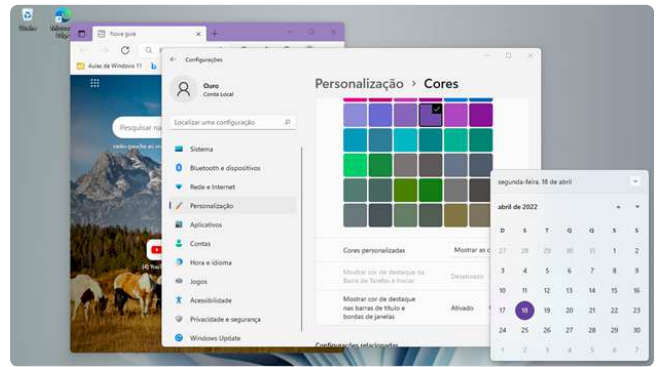 Nova guia
Aulas de Windows 11
Pesquisar na
Configurações
Ouro
Conta Local
Localizar uma configuração
Sistema
Bluetooth e dispositivos
Rede e Internet
Personalização
Aplicativos
Contas
Hora e idioma
Jogos
Acessibilidade
Privacidade e segurança
Windows Update
Personalização > Cores
Cores personalizadas
Mostrar as c
Mostrar cor de destaque na
Barra de Tarefas e Iniciar
Desativado
Mostrar cor de destaque
nas barras de título e
bordas de janelas
Ativado
Configurações relacionadas
segunda-feira, 18 de abril
abril de 2022
D S T Q Q S S
27 28 29 30 31 1 2
3 4 5 6 7 8 9
10 11 12 13 14 15 16
17 18 19 20 21 22 23
24 25 26 27 28 29 30
1 2 3 4 5 6 7